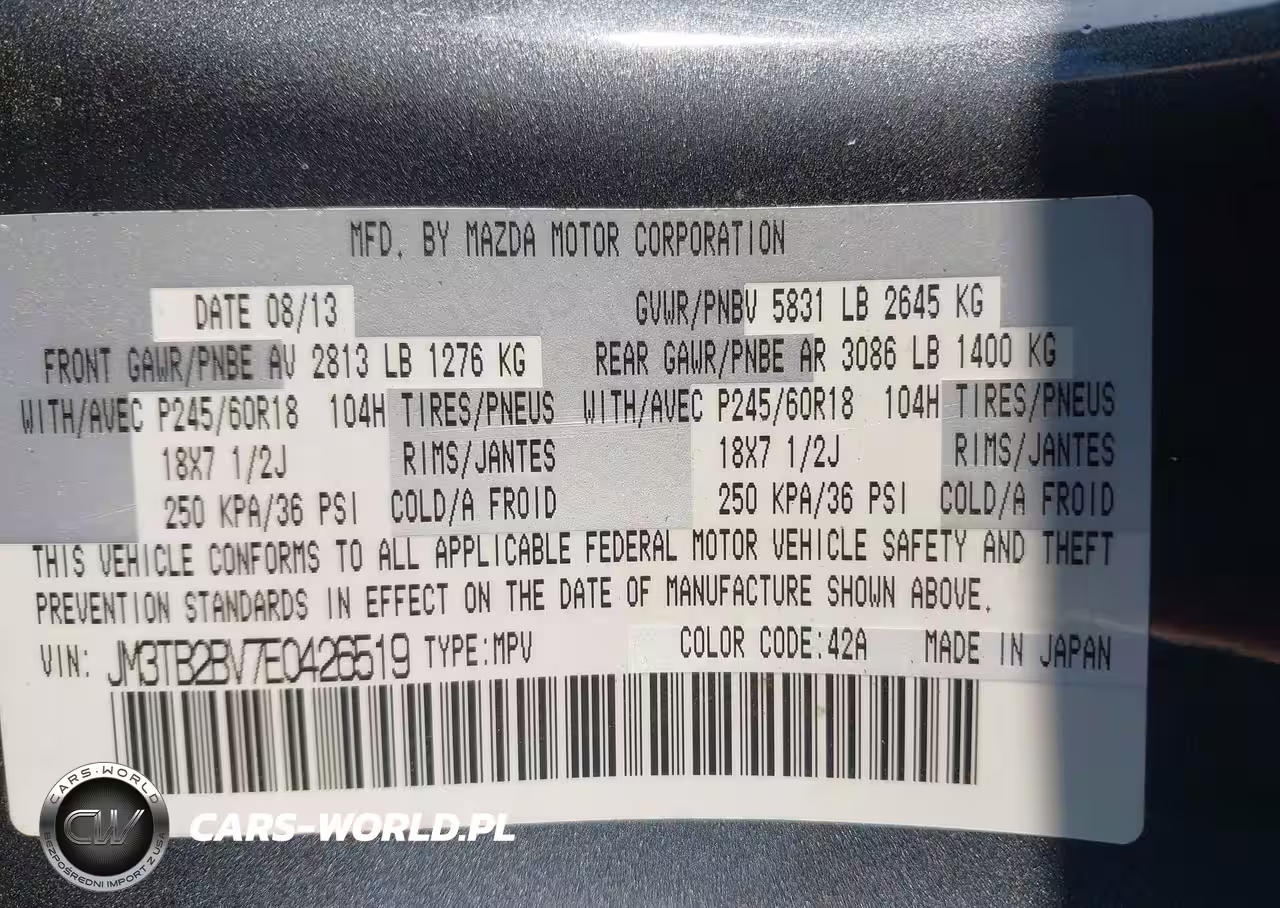 MFD. BY MAZDA MOTOR CORPORATION
DATE 08/13 GVWR/PNBV 5831 LB 2645 KG
FRONT GAWR/PNBE AV 2813 LB 1276 KG REAR GAWR/PNBE AR 3086 LB 1400 KG
WITH/AVEC P245/60R18 104H TIRES/PNEUS WITH/AVEC P245/60R18 104H TIRES/PNEUS
18X7 1/2J RIMS/JANTES 18X7 1/2J RIMS/JANTES
250 KPA/36 PSI COLD/A FROID 250 KPA/36 PSI COLD/A FROID
THIS VEHICLE CONFORMS TO ALL APPLICABLE FEDERAL MOTOR VEHICLE SAFETY AND THEFT
PREVENTION STANDARDS IN EFFECT ON THE DATE OF MANUFACTURE SHOWN ABOVE.
VIN: JM3TB2BV7E0426519 TYPE:MPV COLOR CODE:42A MADE IN JAPAN
CARS-WORLD
CW
BEZPOŚREDNI IMPORT Z USA
CARS-WORLD.PL